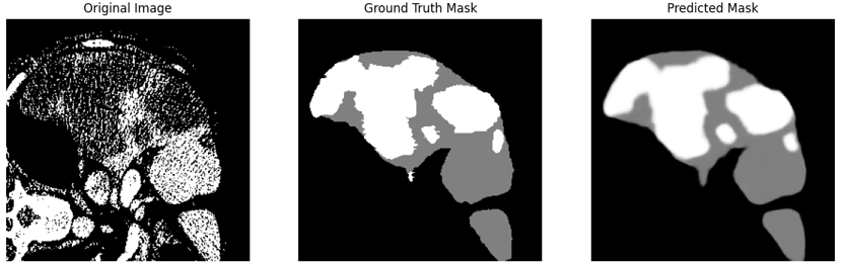 Original Image
Ground Truth Mask
Predicted Mask